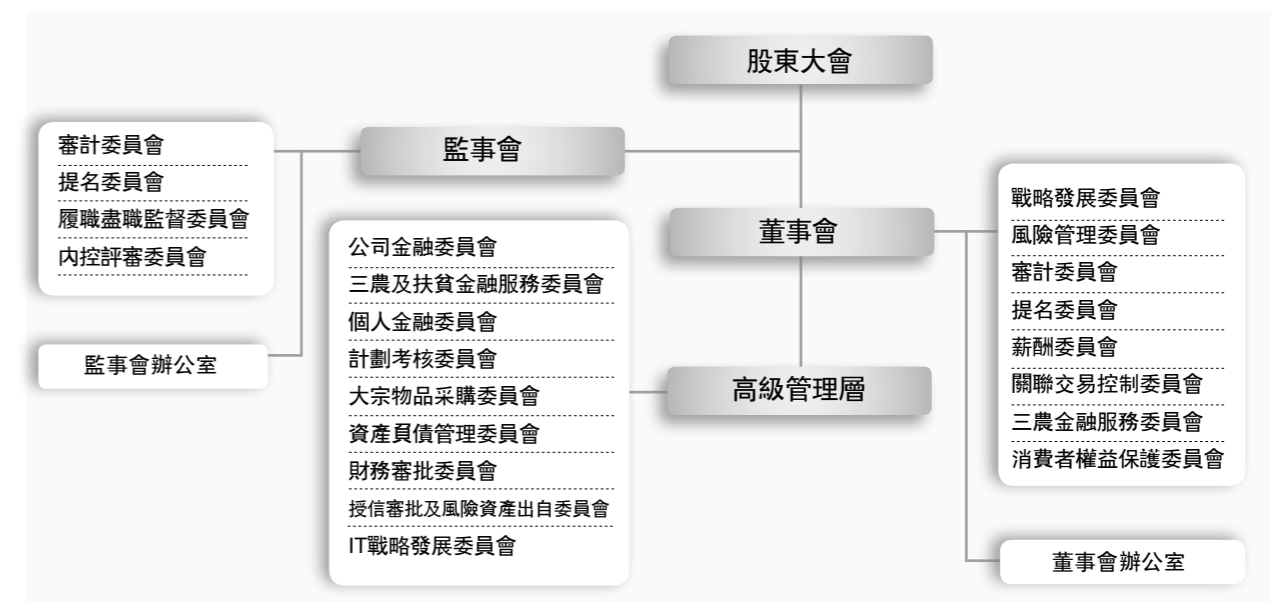 股東大會
監事會
審計委員會
提名委員會
履職盡職監督委員會
内控評審委員會
監事會辦公室
董事會
戰略發展委員會
風險管理委員會
審計委員會
提名委員會
薪酬委員會
關聯交易控制委員會
三農金融服務委員會
消費者權益保護委員會
董事會辦公室
高級管理層
公司金融委員會
三農及扶貧金融服務委員會
個人金融委員會
計劃考核委員會
大宗物品采購委員會
資產負債管理委員會
財務審批委員會
授信審批及風險資產出自委員會
IT戰略發展委員會